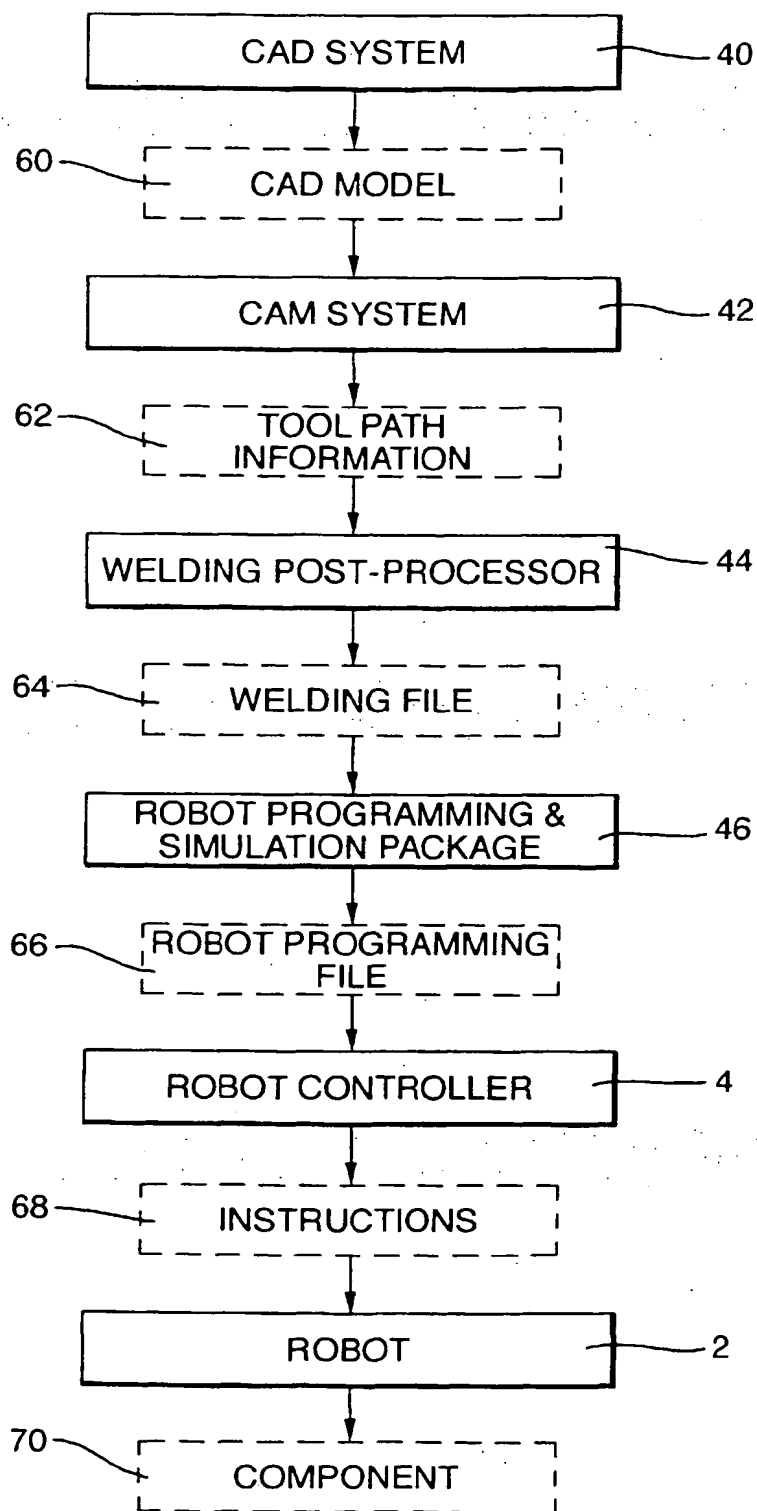 CAD SYSTEM
40
60
CAD MODEL
CAM SYSTEM
42
62
TOOL PATH
INFORMATION
WELDING POST-PROCESSOR
44
64
WELDING FILE
ROBOT PROGRAMMING &
SIMULATION PACKAGE
46
66
ROBOT PROGRAMMING
FILE
ROBOT CONTROLLER
4
68
INSTRUCTIONS
ROBOT
2
70
COMPONENT